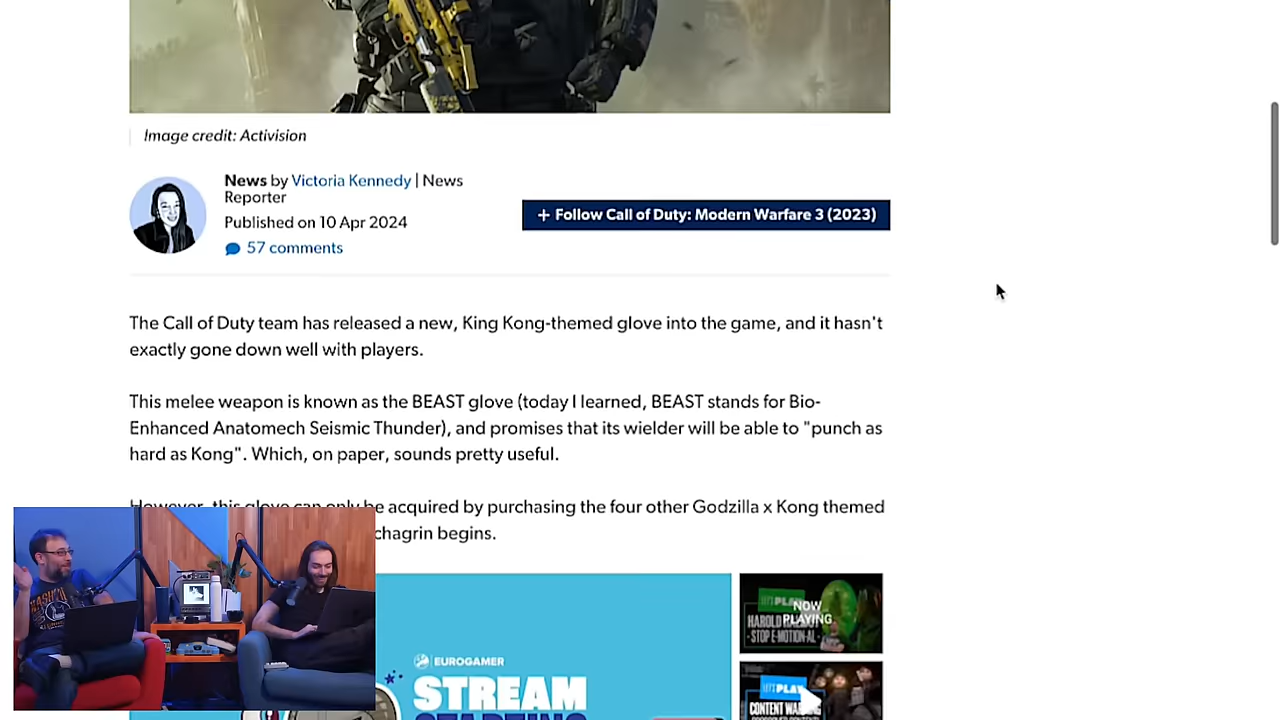 Image credit: Activision
News by Victoria Kennedy | News
Reporter
Published on 10 Apr 2024
57 comments
+ Follow Call of Duty: Modern Warfare 3 (2023)
The Call of Duty team has released a new, King Kong-themed glove into the game, and it hasn't
exactly gone down well with players.
This melee weapon is known as the BEAST glove (today I learned, BEAST stands for Bio-
Enhanced Anatomech Seismic Thunder), and promises that its wielder will be able to "punch as
hard as Kong". Which, on paper, sounds pretty useful.
However, this glove can only be acquired by purchasing the four other Godzilla x Kong themed
chagrin begins.
EUROGAMER
STREAM
STARTING
NOW
PLAYING
LET'S PLAY
HAROLD
- STOP E-MOTION-AL -
LET'S PLAY
CONTENT WAR